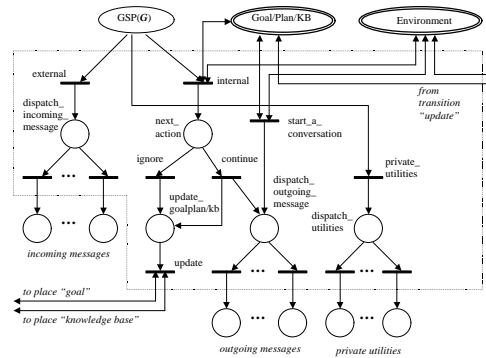 GSP(G)
Goal/Plan/KB
Environment
external
internal
from
transition
"update"
dispatch_
incoming_
message
next_
action
start_a_
conversation
ignore
continue
private_
utilities
...
update_
goalplan/kb
dispatch_
outgoing_
message
dispatch_
utilities
...
incoming messages
update
...
...
to place "goal"
to place "knowledge base"
...
...
outgoing messages
private utilities